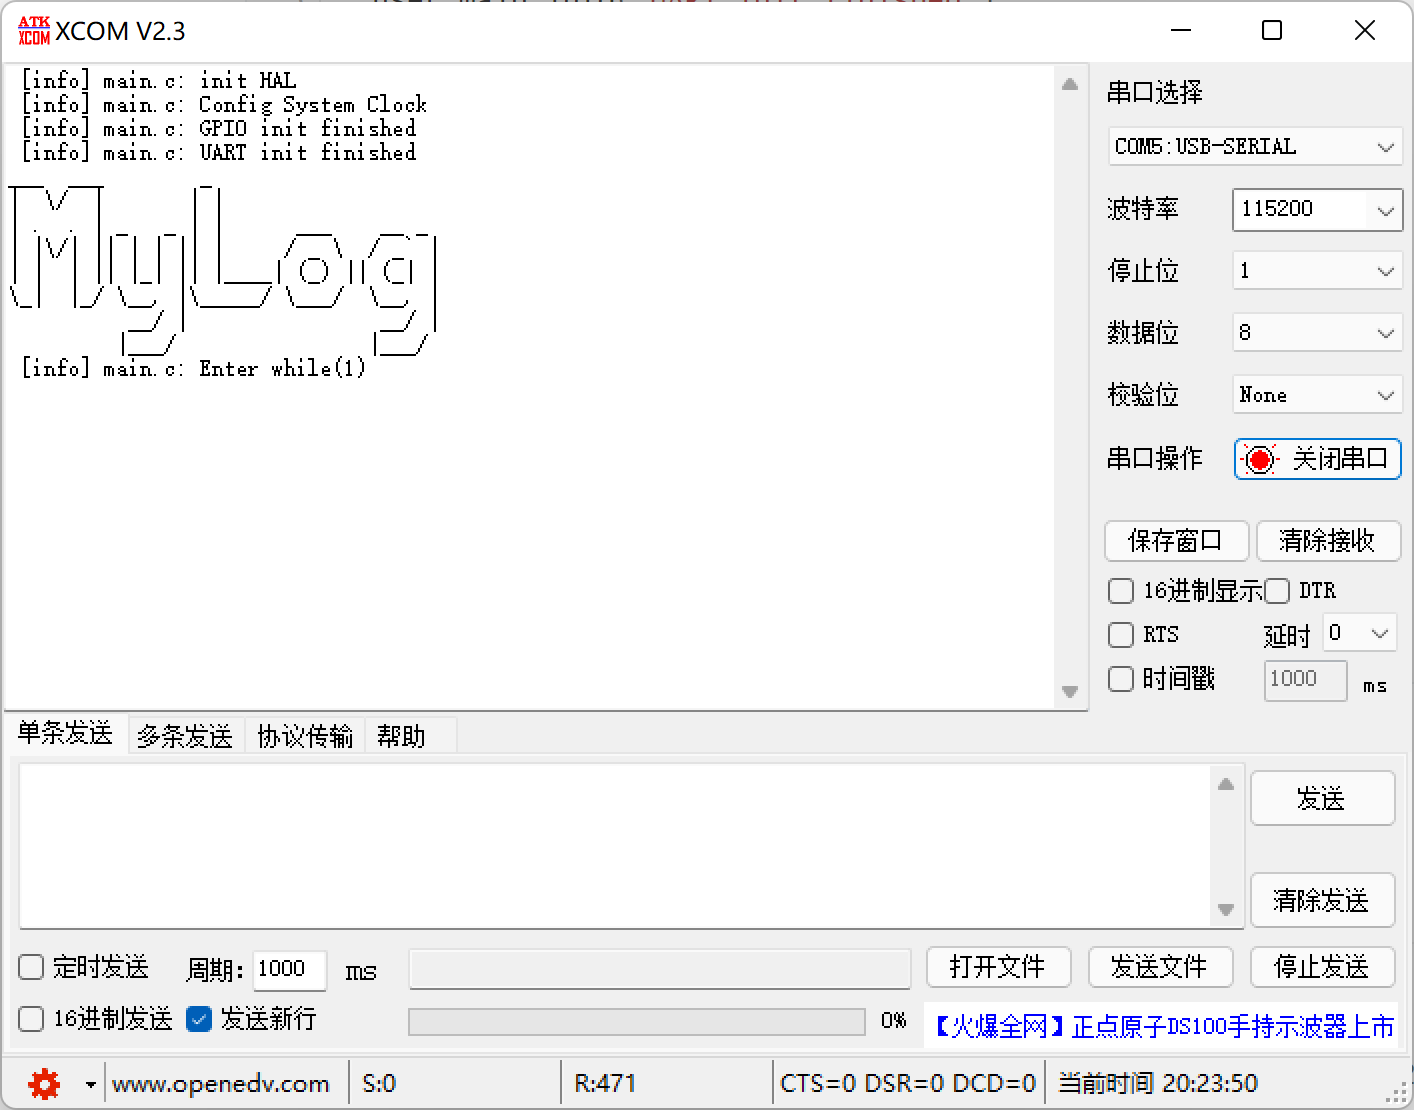 ATK
XCOM
XCOM V2.3
[info] main.c: init HAL
[info] main.c: Config System Clock
[info] main.c: GPIO init finished
[info] main.c: UART init finished
MyLog
[info] main.c: Enter while(1)
串口选择
COM5:USB-SERIAL
波特率 115200
停止位 1
数据位 8
校验位 None
串口操作 关闭串口
保存窗口 清除接收
16进制显示 DTR
RTS 延时 0
时间戳 1000 ms
单条发送 多条发送 协议传输 帮助
发送
清除发送
定时发送 周期: 1000 ms 打开文件 发送文件 停止发送
16进制发送 发送新行 0% 【火爆全网】正点原子DS100手持示波器上市
www.openedv.com S:0 R:471 CTS=0 DSR=0 DCD=0 当前时间 20:23:50